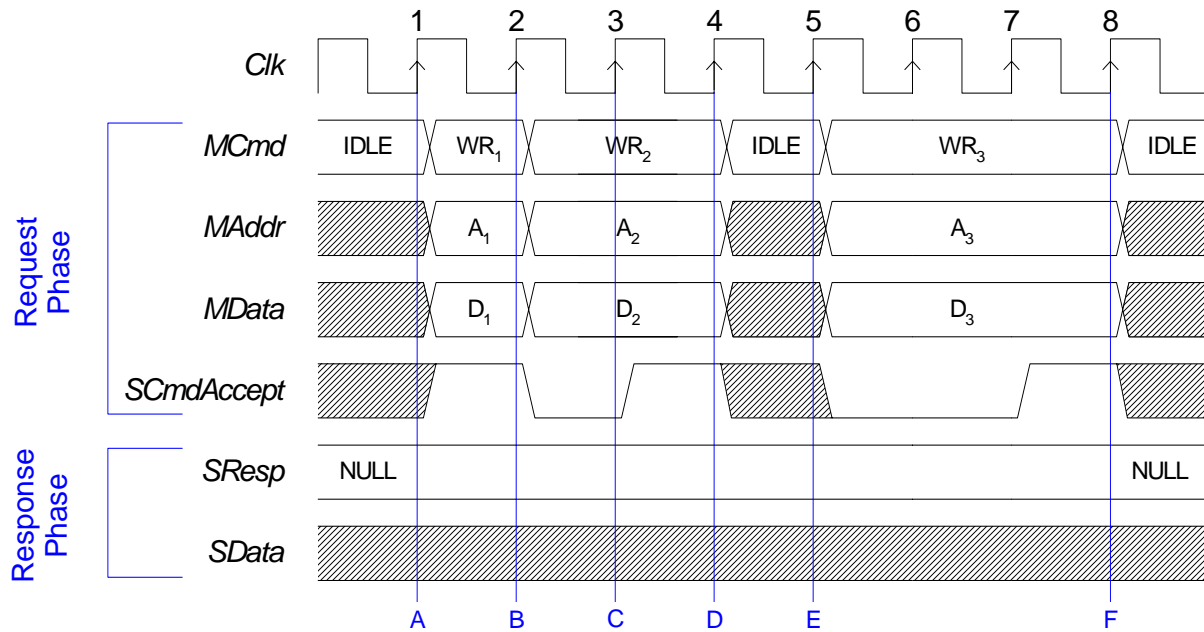 1 2 3 4 5 6 7 8
Clk
MCmd IDLE WR1 WR2 IDLE WR3 IDLE
MAddr A1 A2 A3
MData D1 D2 D3
SCmdAccept
Request
Phase
SResp NULL NULL
SData
Response
Phase
A B C D E F